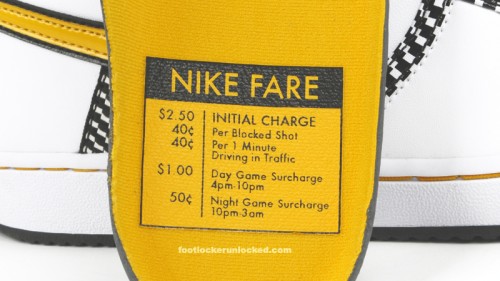 NIKE FARE
$2.50 INITIAL CHARGE
40¢ Per Blocked Shot
40¢ Per 1 Minute
Driving in Traffic
$1.00 Day Game Surcharge
4pm-10pm
50¢ Night Game Surcharge
10pm-3am
footlockerunlocked.com